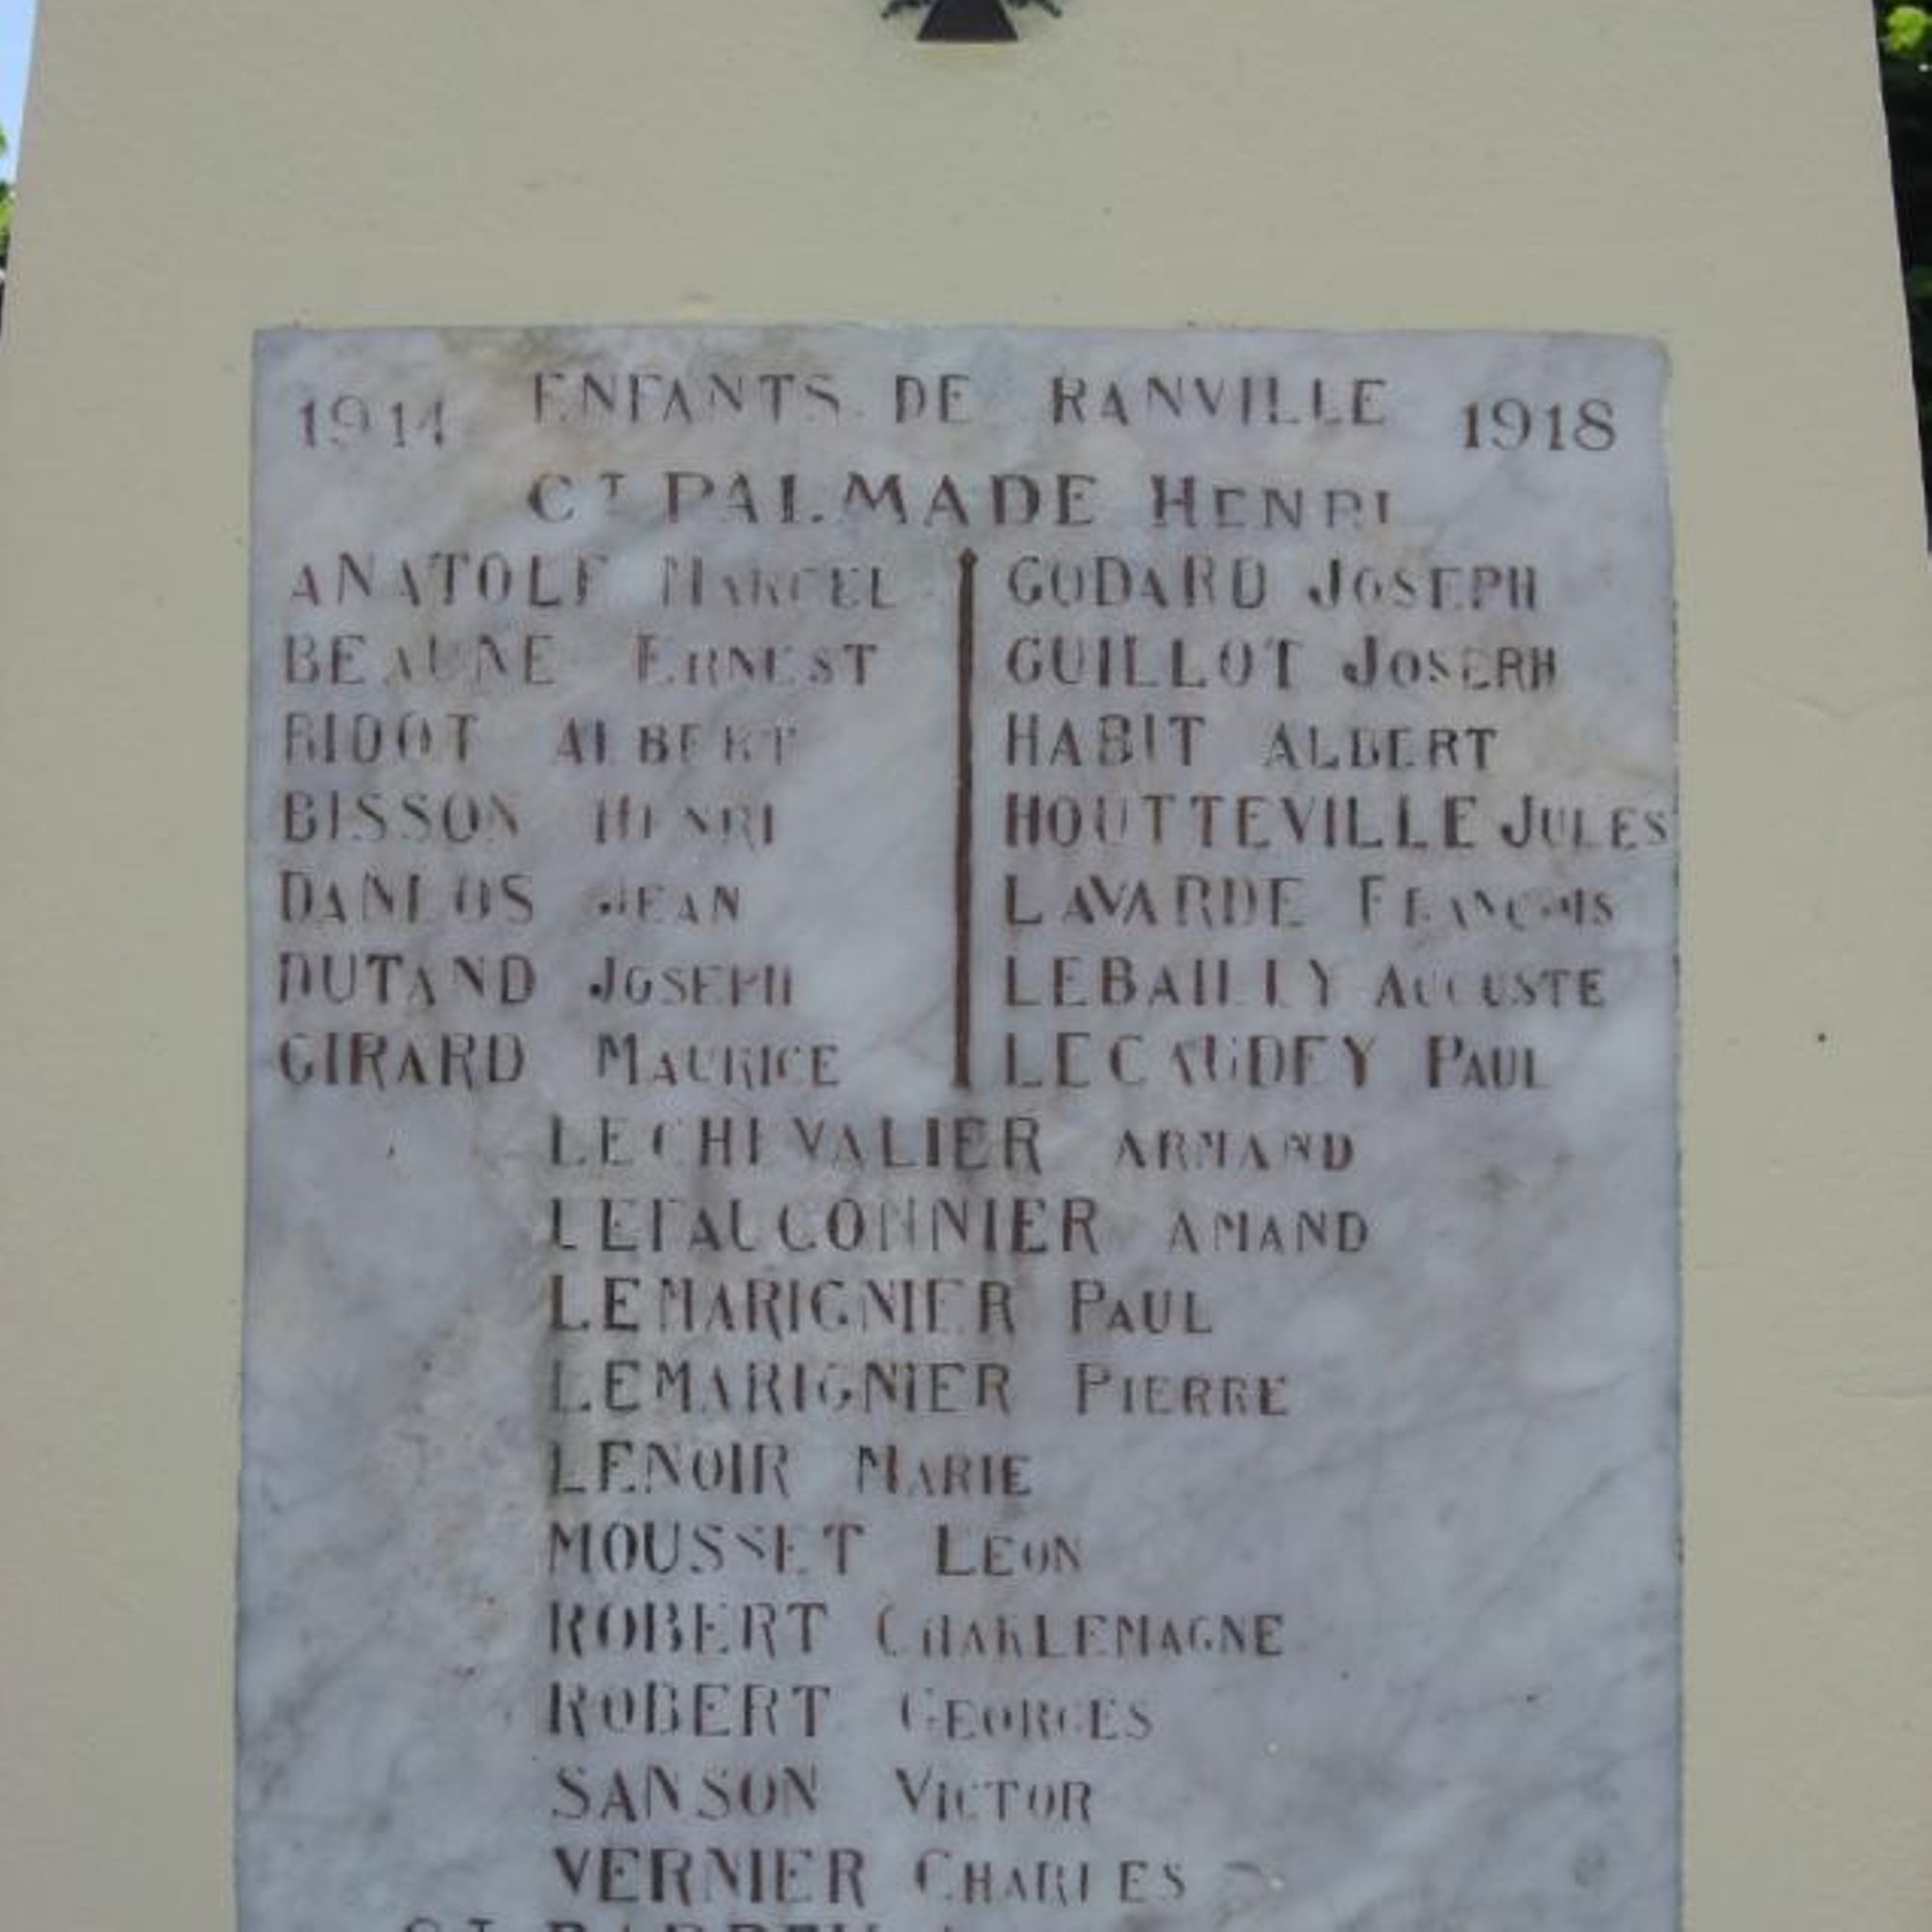 1914 ENFANTS DE RANVILLE 1918
CT PALMADE HENRI
ANATOLE MARCEL
BEAUNE ERNEST
BIDOT ALBERT
BISSON HENRI
DANLOS JEAN
DUTAND JOSEPH
GIRARD MAURICE
GODARD JOSEPH
GUILLOT JOSEPH
HABIT ALBERT
HOUTTEVILLE JULES
LAVARDE FRANÇOIS
LEBAILLY AUGUSTE
LECAUDEY PAUL
LECHEVALIER ARMAND
LEFAUCONNIER AMAND
LEMARIGNIER PAUL
LEMARIGNIER PIERRE
LENOIR MARIE
MOUSSET LEON
ROBERT CHARLEMAGNE
ROBERT GEORGES
SANSON VICTOR
VERNIER CHARLES